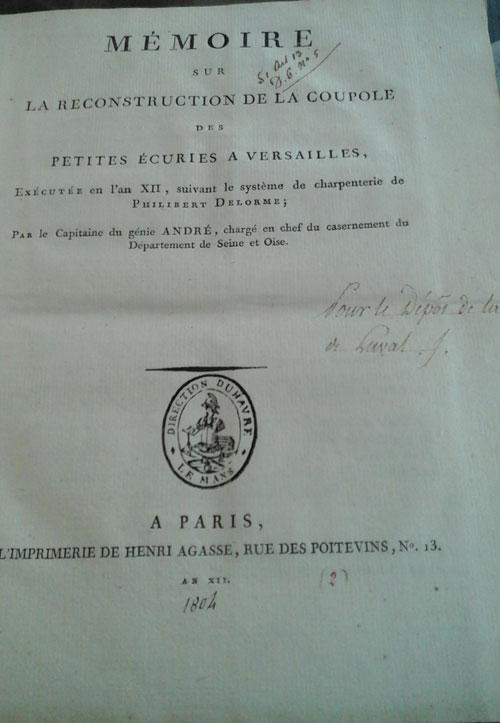 MÉMOIRE
SUR
LA RECONSTRUCTION DE LA COUPOLE
DES
PETITES ÉCURIES A VERSAILLES,
EXÉCUTÉE en l'an XII, suivant le système de charpenterie de
PHILIBERT DELORME;
PAR le Capitaine du génie ANDRÉ, chargé en chef du casernement du
Département de Seine et Oise.
Pour le Dépôt de la
de Laval
DIRECTION DU HAVRE
LE MANS
A PARIS,
L'IMPRIMERIE DE HENRI AGASSE, RUE DES POITEVINS, No. 13.
AN XII.
1804
(2)